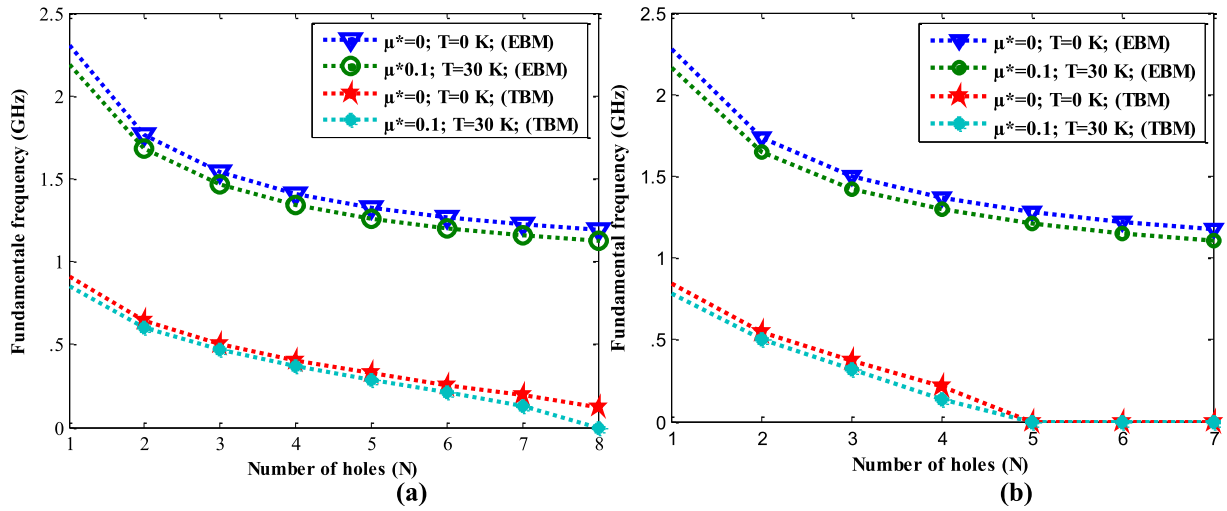 2.5
2
1.5
1
.5
0
Fundamentale frequency (GHz)
µ*=0; T=0 K; (EBM)
µ*0.1; T=30 K; (EBM)
µ*=0; T=0 K; (TBM)
µ*=0.1; T=30 K; (TBM)
1 2 3 4 5 6 7 8
Number of holes (N)
(a)
2.5
2
1.5
1
.5
0
Fundamental frequency (GHz)
µ*=0; T=0 K; (EBM)
µ*=0.1; T=30 K; (EBM)
µ*=0; T=0 K; (TBM)
µ*=0.1; T=30 K; (TBM)
1 2 3 4 5 6 7
Number of holes (N)
(b)